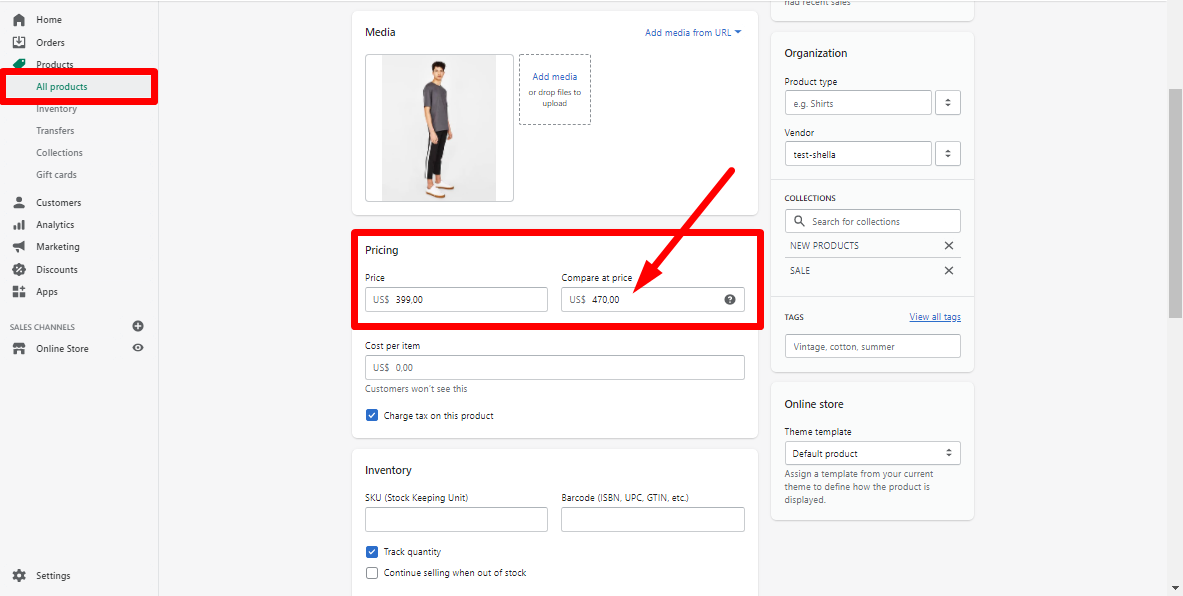 Home
Orders
Products
All products
Inventory
Transfers
Collections
Gift cards
Customers
Analytics
Marketing
Discounts
Apps
SALES CHANNELS
Online Store
Settings
Media
Add media from URL
Add media
or drop files to
upload
Pricing
Price
Compare at price
US$ 399,00
US$ 470,00
Cost per item
US$ 0,00
Customers won't see this
Charge tax on this product
Inventory
SKU (Stock Keeping Unit)
Barcode (ISBN, UPC, GTIN, etc.)
Track quantity
Continue selling when out of stock
had recent sales
Organization
Product type
e.g. Shirts
Vendor
test-shella
COLLECTIONS
Search for collections
NEW PRODUCTS
SALE
TAGS
View all tags
Vintage, cotton, summer
Online store
Theme template
Default product
Assign a template from your current
theme to define how the product is
displayed.